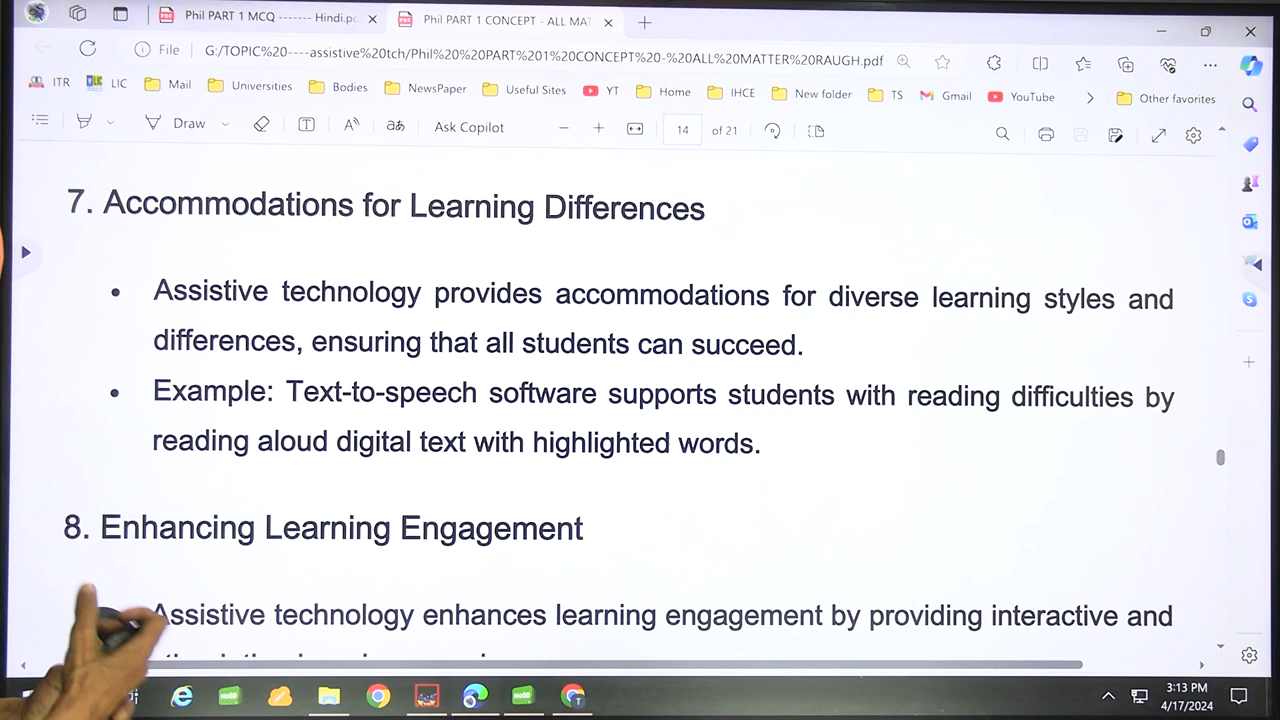 Phil PART 1 MCQ ------- Hindi.pc
Phil PART 1 CONCEPT - ALL MAT
File
G:/TOPIC%20----assistive%20tch/Phil%20%20PART%201%20CONCEPT%20-%20ALL%20MATTER%20RAUGH.pdf
ITR LIC Mail Universities Bodies NewsPaper Useful Sites YT Home IHCE New folder TS Gmail YouTube Other favorites
Draw Ask Copilot 14 of 21
7. Accommodations for Learning Differences
• Assistive technology provides accommodations for diverse learning styles and
differences, ensuring that all students can succeed.
• Example: Text-to-speech software supports students with reading difficulties by
reading aloud digital text with highlighted words.
8. Enhancing Learning Engagement
Assistive technology enhances learning engagement by providing interactive and
3:13 PM
4/17/2024